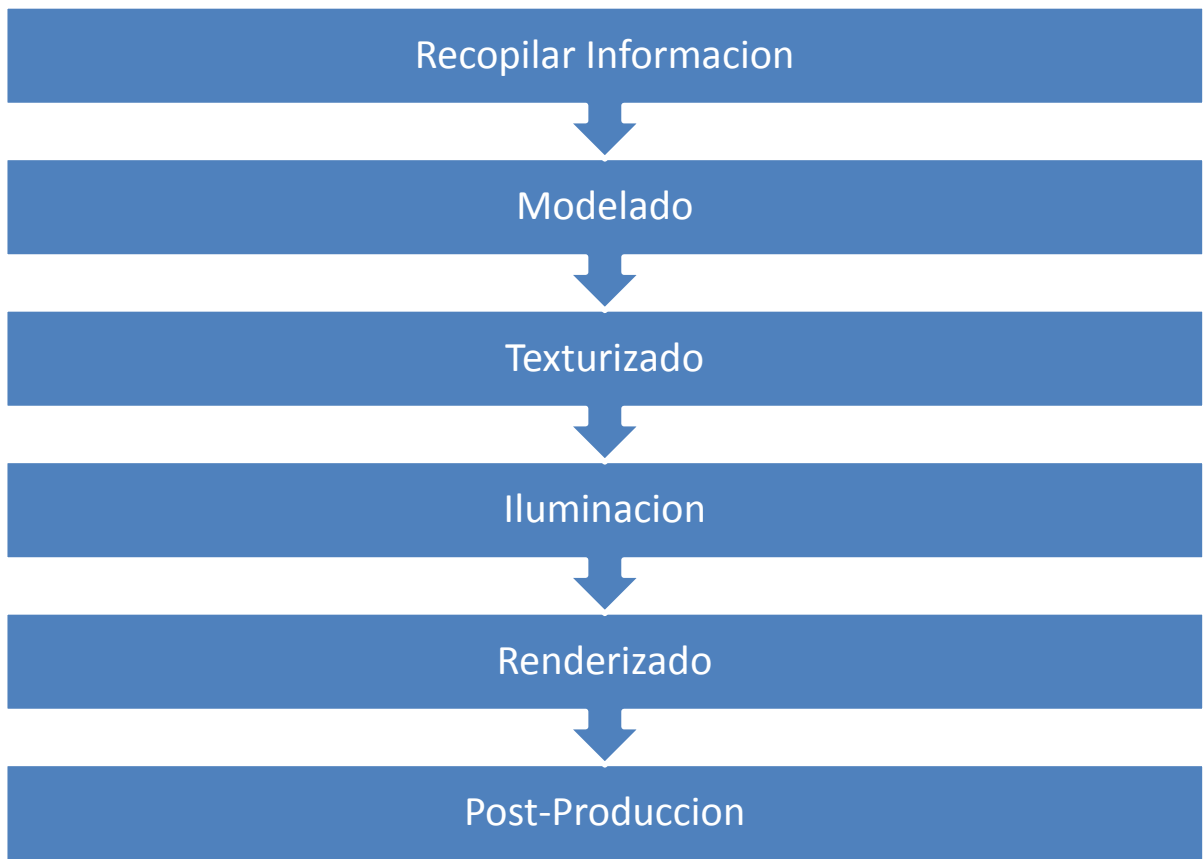 Recopilar Informacion
Modelado
Texturizado
Iluminacion
Renderizado
Post-Produccion